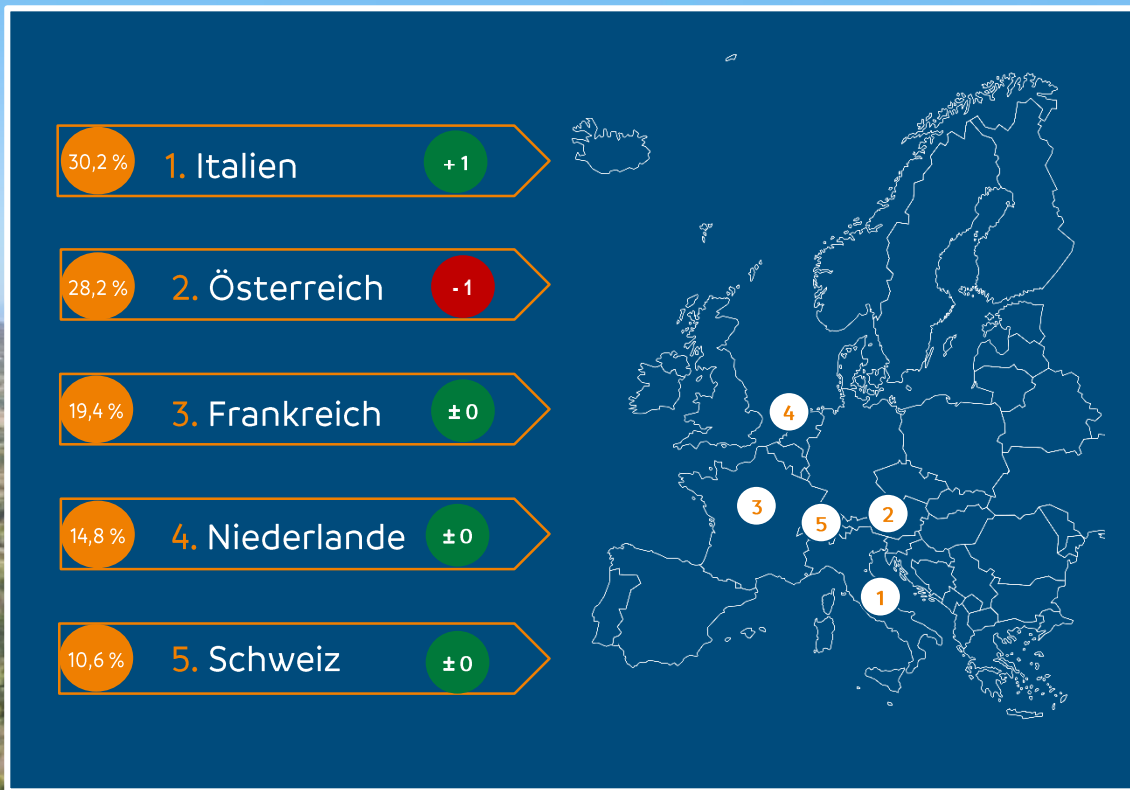 30,2 % 1. Italien + 1
28,2 % 2. Österreich - 1
19,4 % 3. Frankreich ± 0
14,8 % 4. Niederlande ± 0
10,6 % 5. Schweiz ± 0
4
3
5
2
1